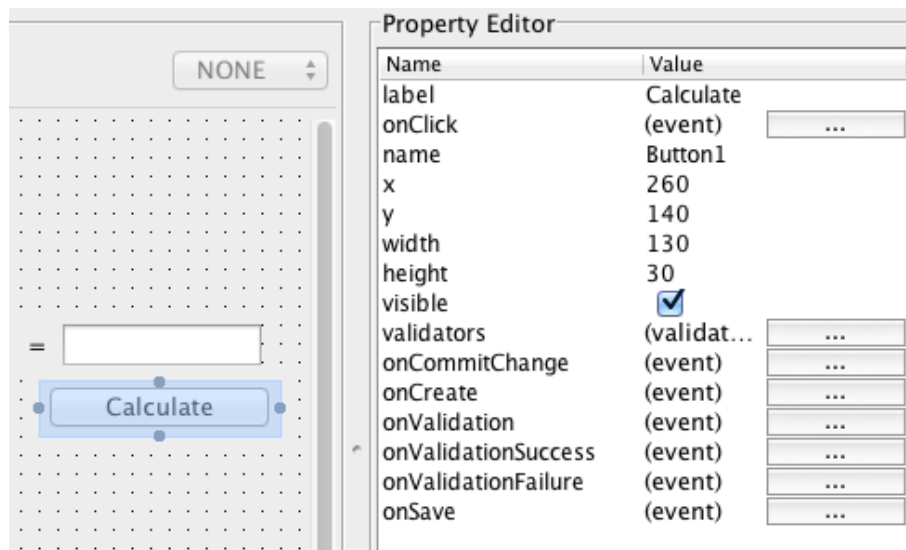 Property Editor
NONE
Name Value
label Calculate
onClick (event) ...
name Button1
x 260
y 140
width 130
height 30
visible
validators (validat... ...
onCommitChange (event) ...
onCreate (event) ...
onValidation (event) ...
onValidationSuccess (event) ...
onValidationFailure (event) ...
onSave (event) ...
=
Calculate